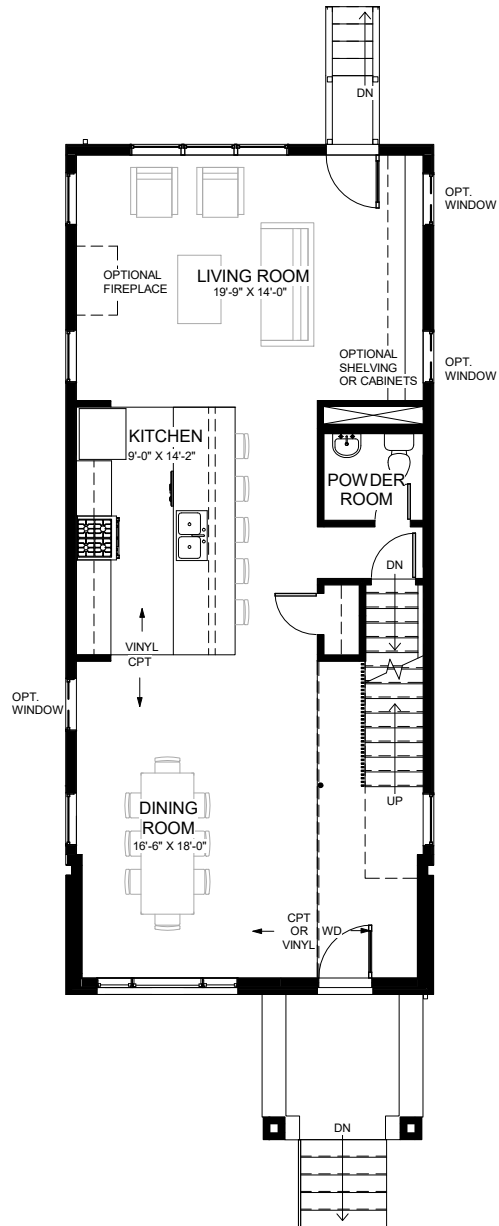 DN
OPT.
WINDOW
LIVING ROOM
19'-9" X 14'-0"
OPTIONAL
FIREPLACE
OPTIONAL
SHELVING
OR CABINETS
OPT.
WINDOW
KITCHEN
9'-0" X 14'-2"
POWDER
ROOM
DN
VINYL
CPT
OPT.
WINDOW
UP
DINING
ROOM
16'-6" X 18'-0"
CPT
OR
VINYL
WD
DN